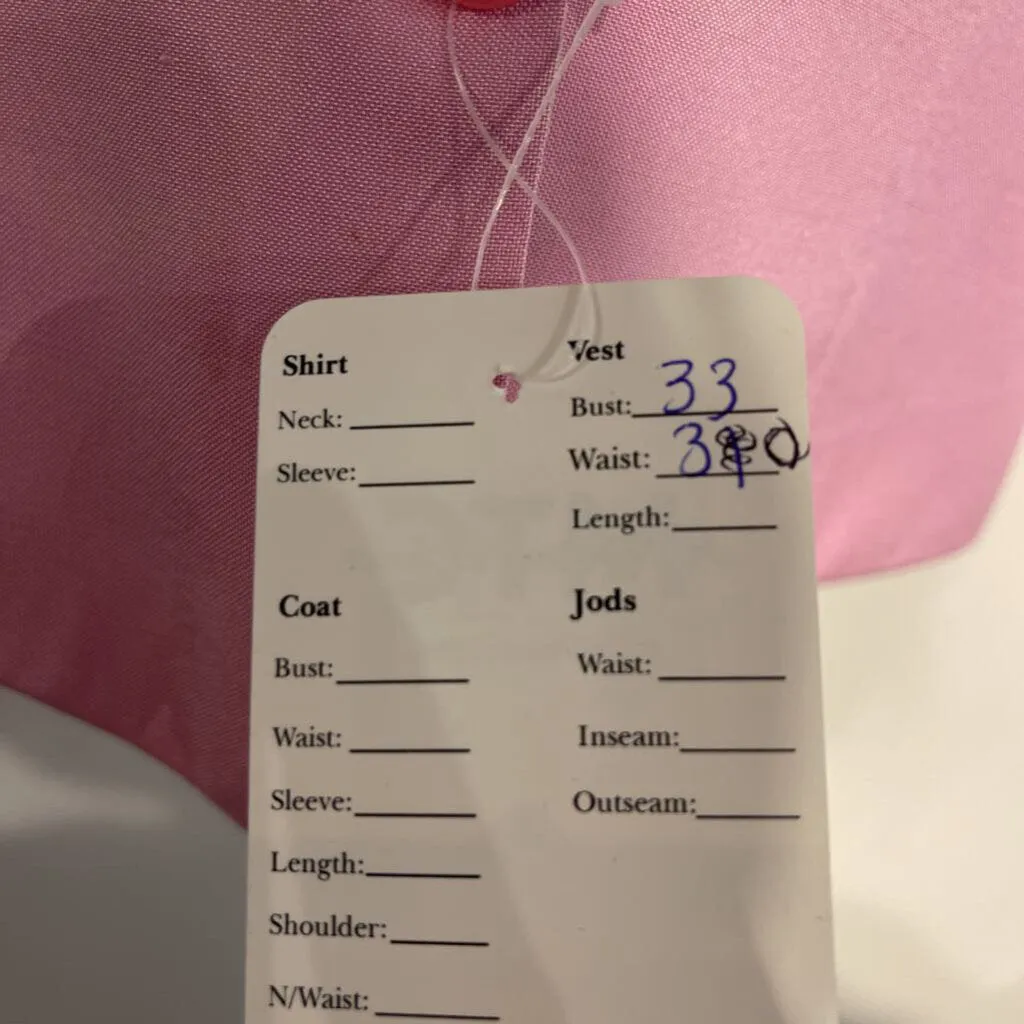 Shirt
Neck:
Sleeve:
Vest
Bust: 33
Waist: 30
Length:
Coat
Bust:
Waist:
Sleeve:
Length:
Shoulder:
N/Waist:
Jods
Waist:
Inseam:
Outseam: